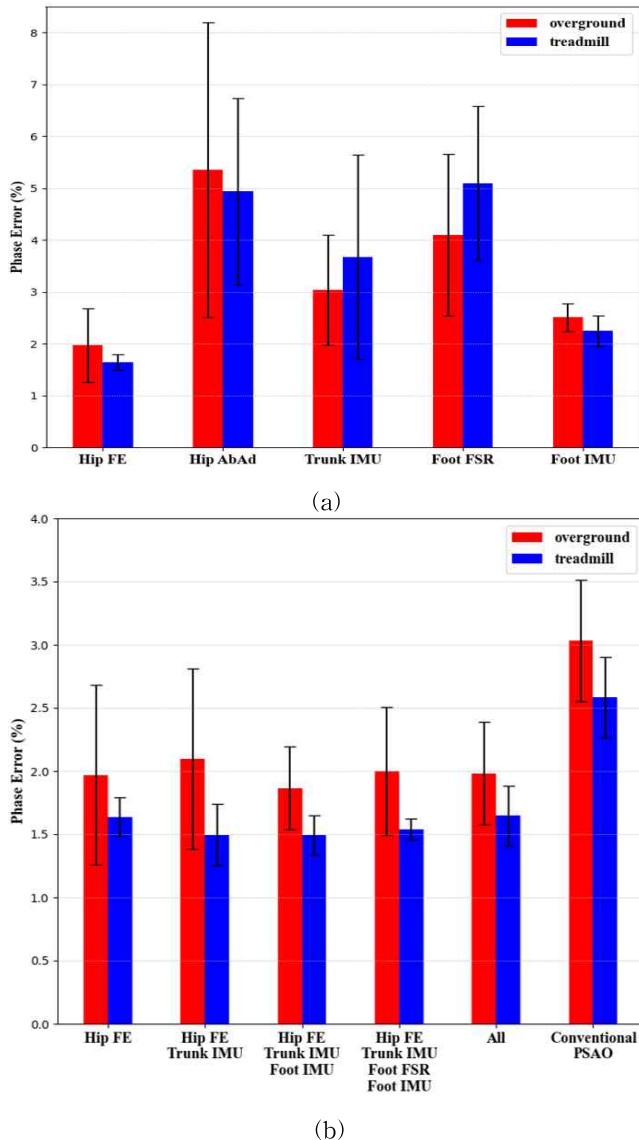 overground
treadmill
8
7
6
5
4
3
2
1
0
Phase Error (%)
Hip FE
Hip AbAd
Trunk IMU
Foot FSR
Foot IMU
(a)
overground
treadmill
4.0
3.5
3.0
2.5
2.0
1.5
1.0
0.5
0.0
Phase Error (%)
Hip FE
Hip FE
Trunk IMU
Hip FE
Trunk IMU
Foot IMU
Hip FE
Trunk IMU
Foot FSR
Foot IMU
All
Conventional
PSAO
(b)